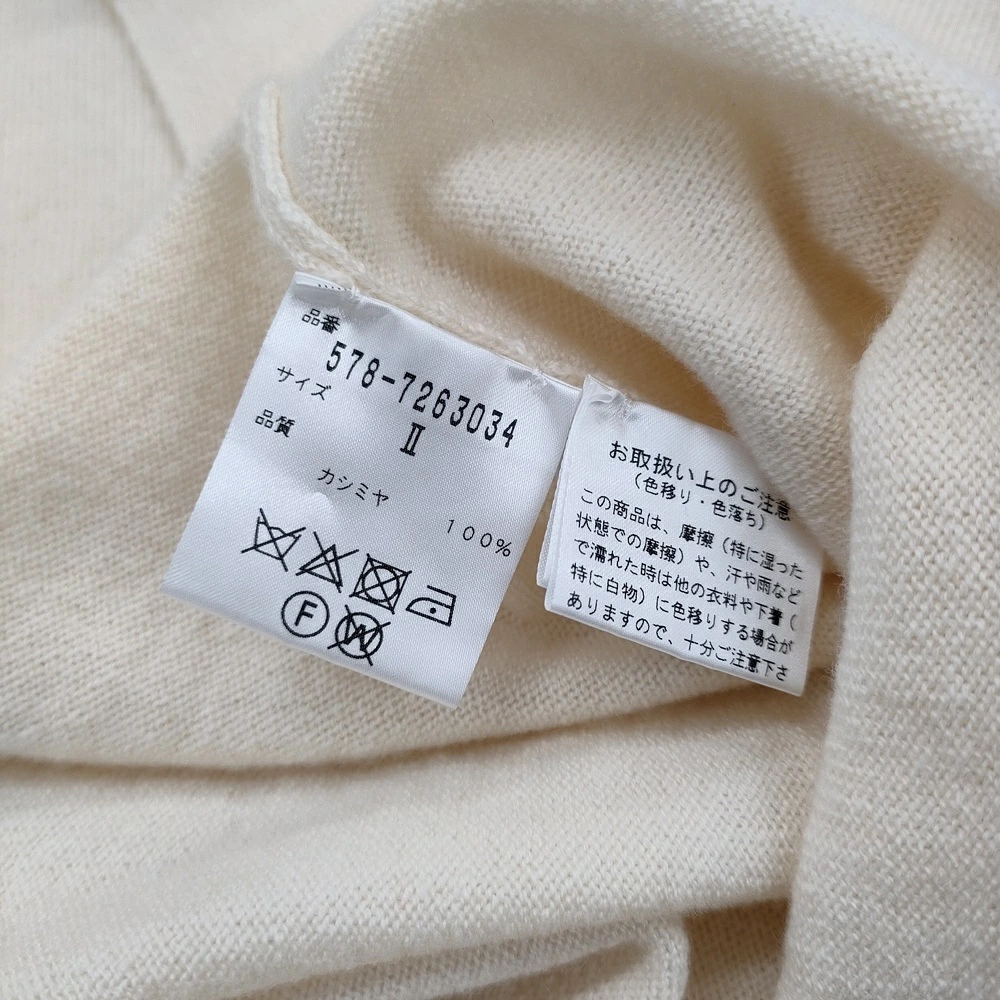 品番
578-7263034
サイズ
Ⅱ
品質
カシミヤ
100%
F
W
お取扱い上のご注意
（色移り・色落ち）
この商品は、摩擦（特に湿った
状態での摩擦）や、汗や雨など
で濡れた時は他の衣料や下着（
特に白物）に色移りする場合が
ありますので、十分ご注意下さ